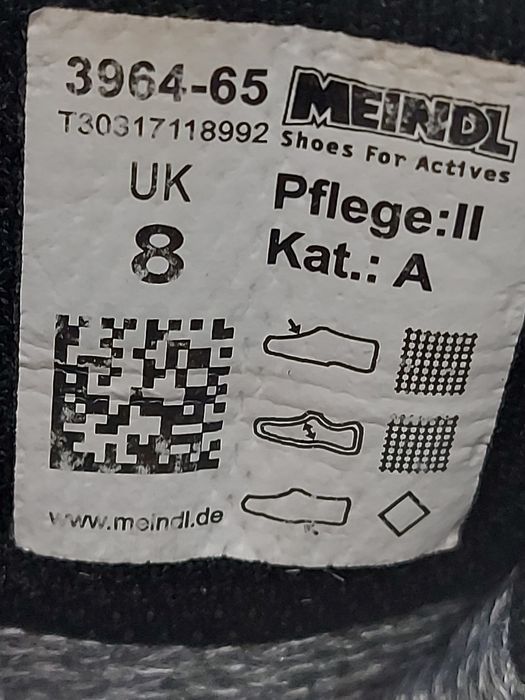 3964-65
T30317118992
MEINDL
Shoes For Actives
UK
8
Pflege:II
Kat.: A
www.meindl.de